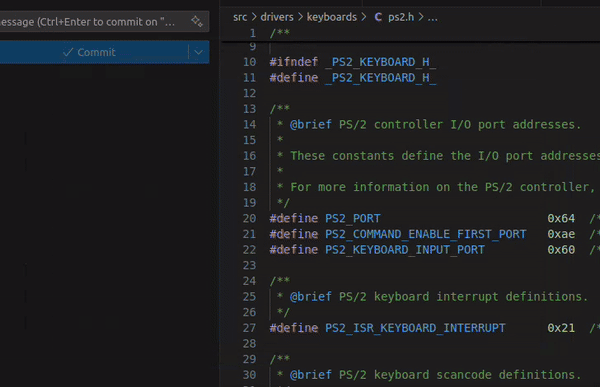 message (Ctrl+Enter to commit on "...
Commit
src > drivers > keyboards > C ps2.h > ...
1 /**
9
10 #ifndef _PS2_KEYBOARD_H_
11 #define _PS2_KEYBOARD_H_
12
13 /**
14 * @brief PS/2 controller I/O port addresses.
15 *
16 * These constants define the I/O port addresses
17 *
18 * For more information on the PS/2 controller,
19 */
20 #define PS2_PORT 0x64 /*
21 #define PS2_COMMAND_ENABLE_FIRST_PORT 0xae /*
22 #define PS2_KEYBOARD_INPUT_PORT 0x60 /*
23
24 /**
25 * @brief PS/2 keyboard interrupt definitions.
26 */
27 #define PS2_ISR_KEYBOARD_INTERRUPT 0x21 /*
28
29 /**
30 * @brief PS/2 keyboard scancode definitions.